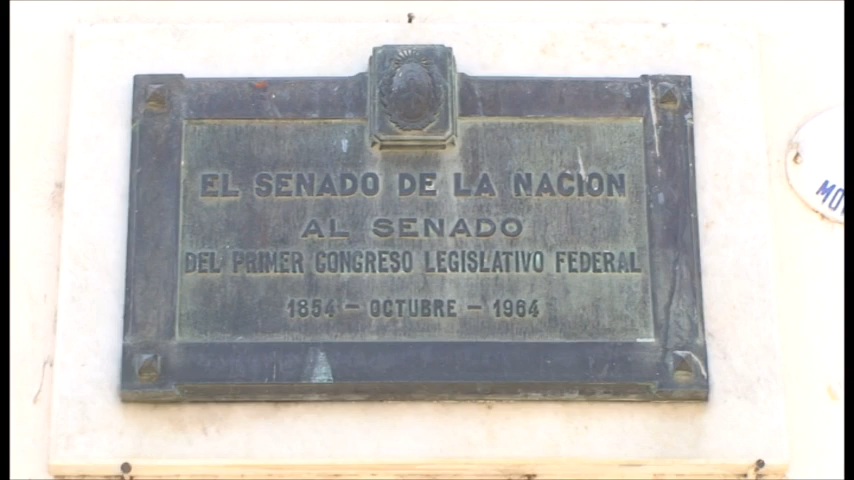 EL SENADO DE LA NACION
AL SENADO
DEL PRIMER CONGRESO LEGISLATIVO FEDERAL
1854 - OCTUBRE - 1964